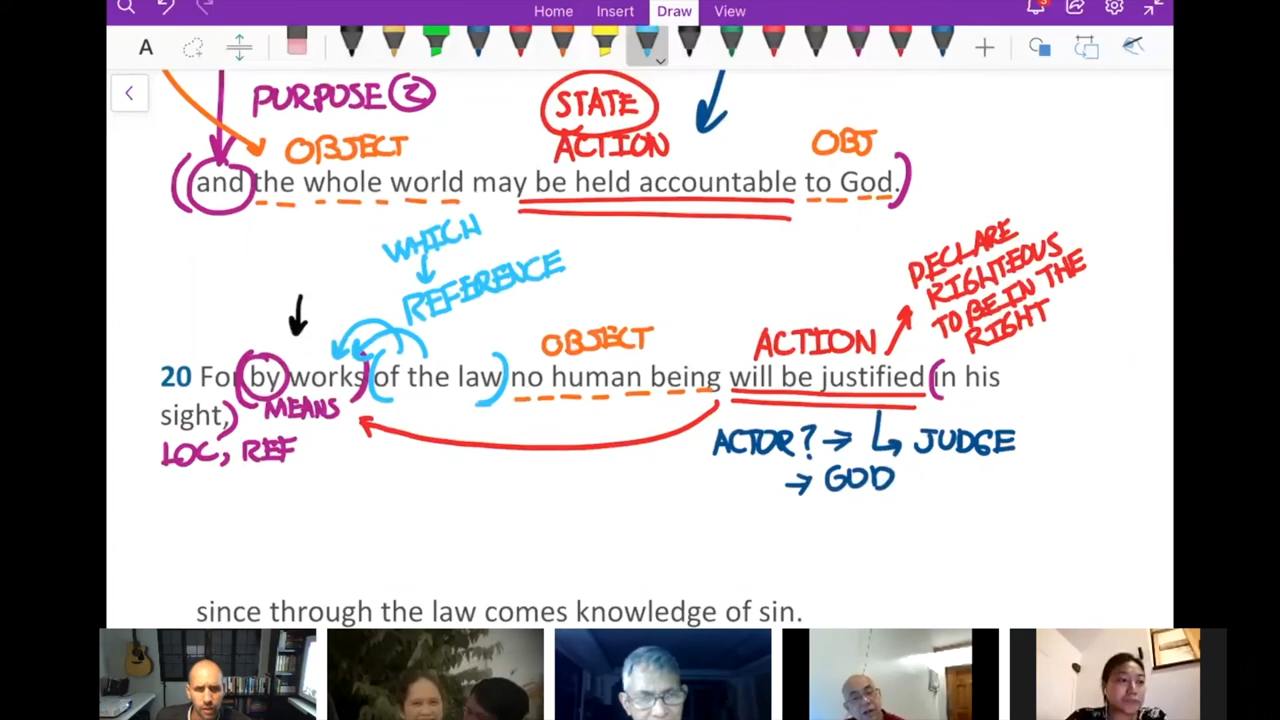 Home Insert Draw View
3
A
PURPOSE 2
STATE
ACTION
OBJECT
OBJ
(and the whole world may be held accountable to God.)
WHICH
REFERENCE
DECLARE
RIGHTEOUS
TO BE IN THE
RIGHT
OBJECT
ACTION
20 For by works) (of the law) no human being will be justified (in his
sight,)
MEANS
LOC, REF
ACTOR? → JUDGE
→ GOD
since through the law comes knowledge of sin.